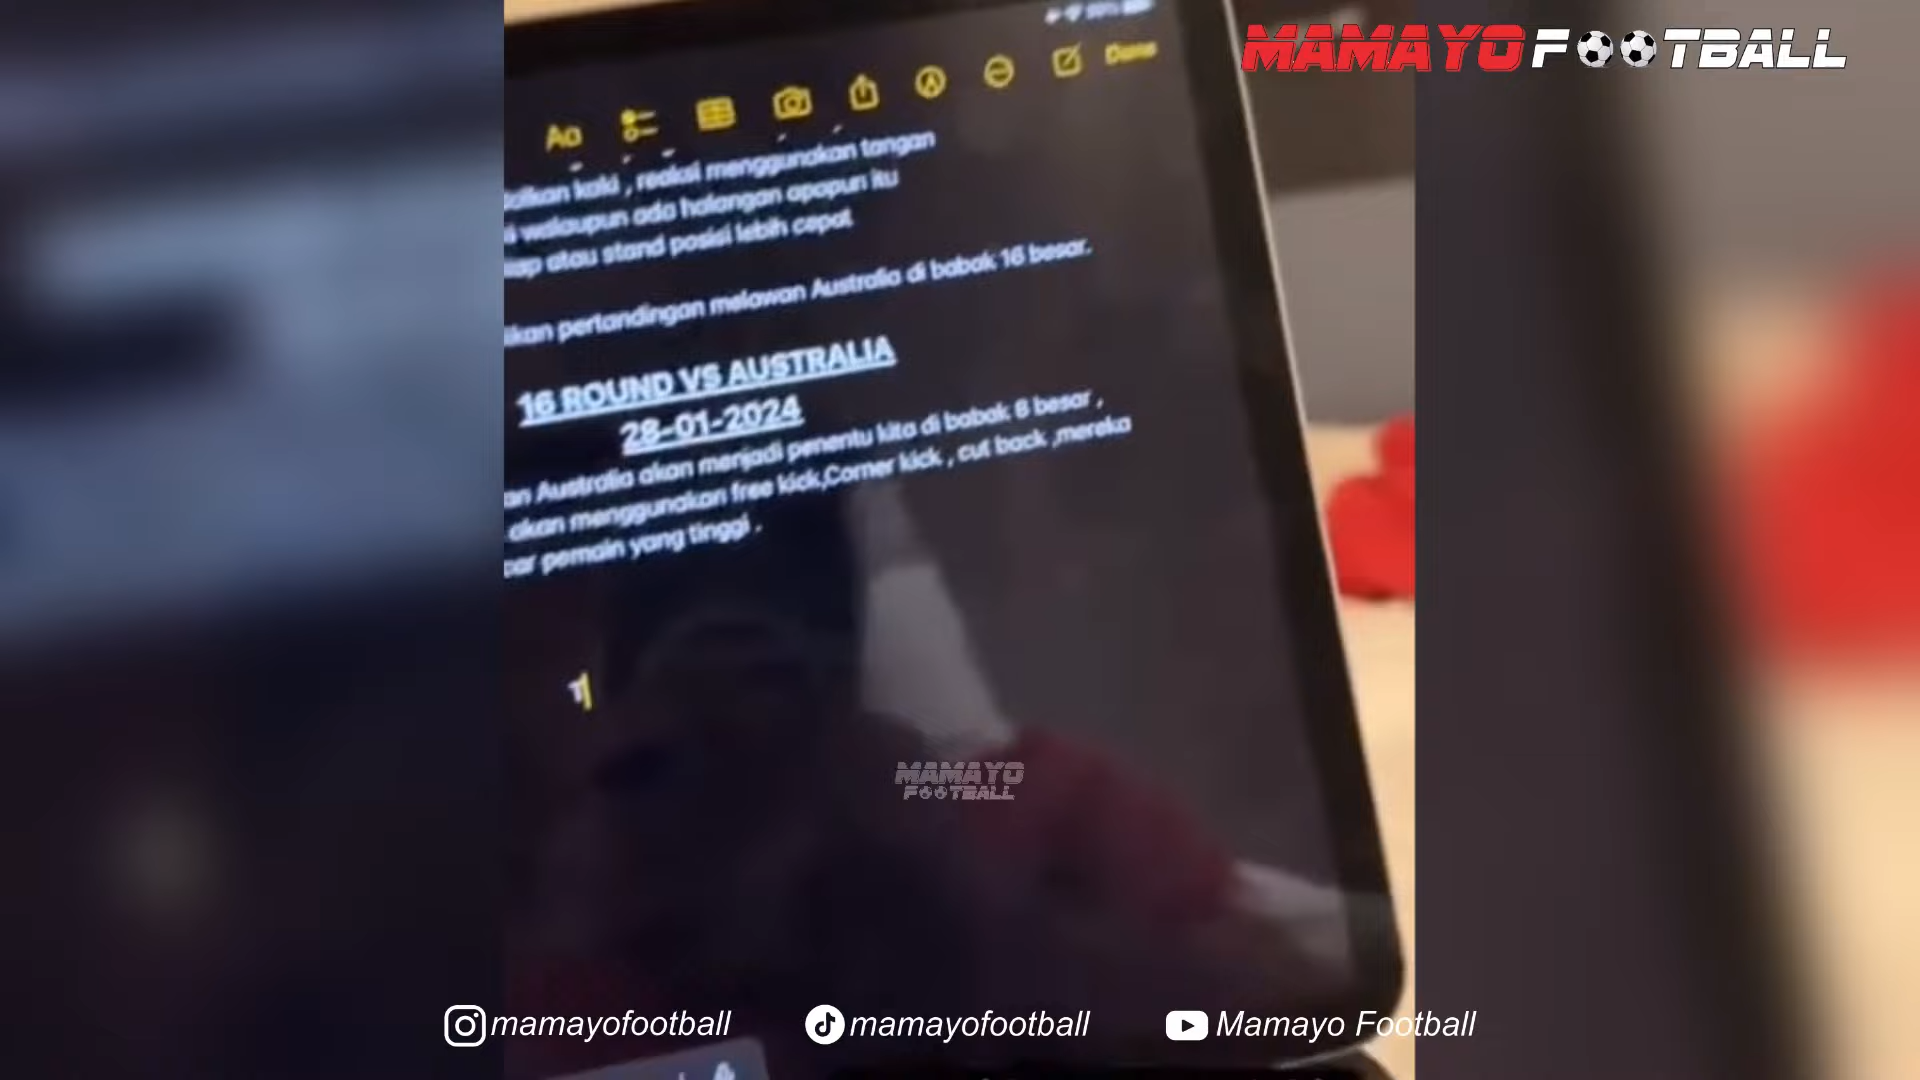 MAMAYO FOOTBALL
Aa
Done
kaki , reaksi menggunakan tangan
walaupun ada halangan apapun itu
atau stand posisi lebih cepat
pertandingan melawan Australia di babak 16 besar.
16 ROUND VS AUSTRALIA
28-01-2024
Australia akan menjadi penentu kita di babak 8 besar ,
akan menggunakan free kick,Corner kick , cut back ,mereka
pemain yang tinggi .
T
MAMAYO
FOOTBALL
mamayofootball
mamayofootball
Mamayo Football